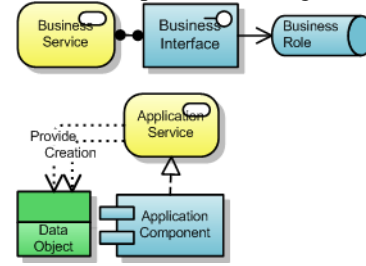 Business
Service
Business
Interface
Business
Role
Application
Service
Provide
Creation
Data
Object
Application
Component